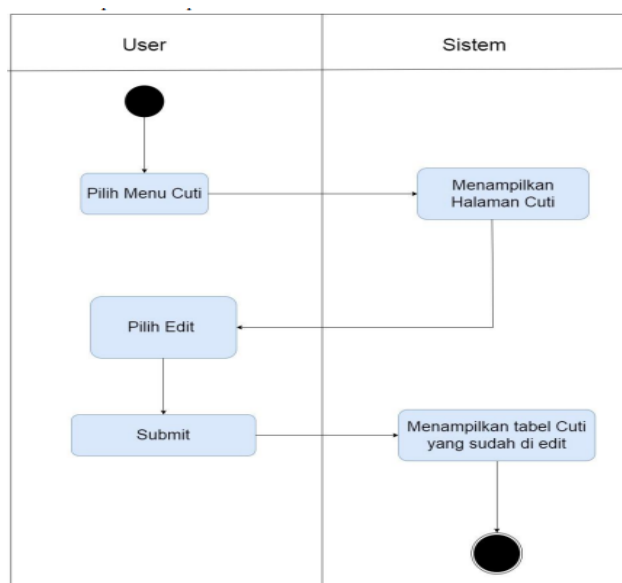 User
Sistem
Pilih Menu Cuti
Menampilkan
Halaman Cuti
Pilih Edit
Submit
Menampilkan tabel Cuti
yang sudah di edit